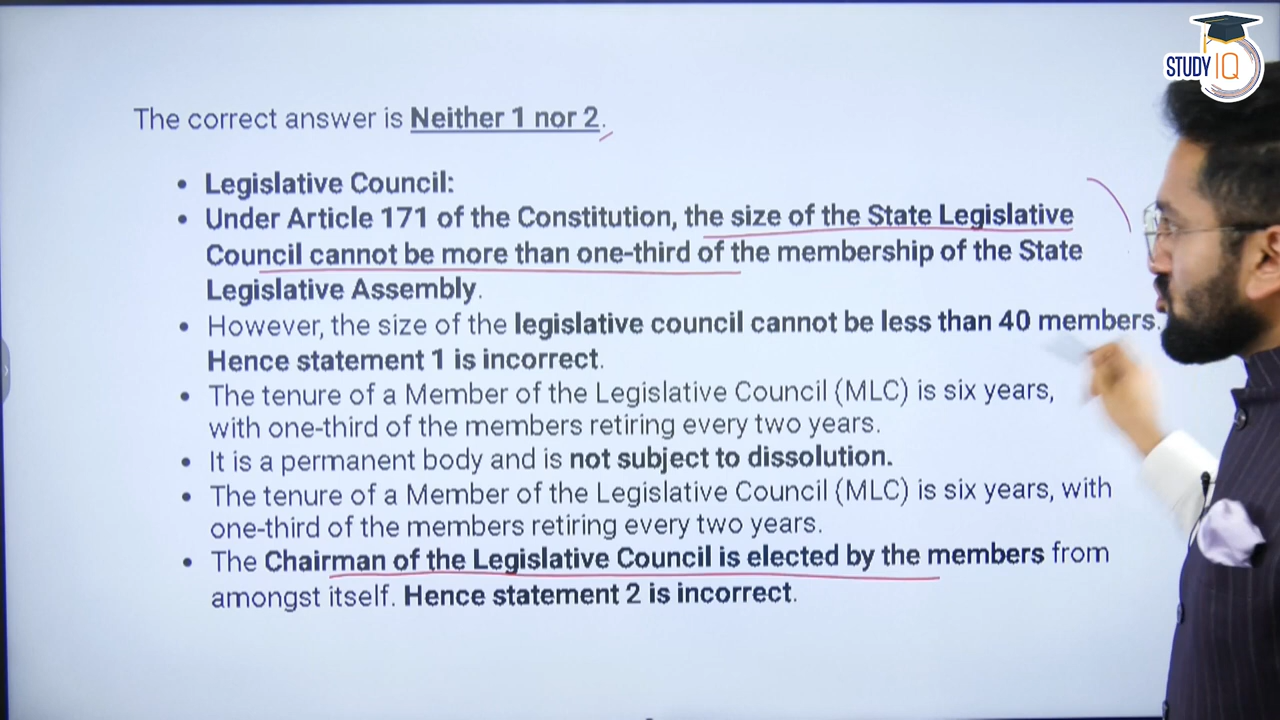 STUDY IQ
The correct answer is Neither 1 nor 2.
• Legislative Council:
• Under Article 171 of the Constitution, the size of the State Legislative
Council cannot be more than one-third of the membership of the State
Legislative Assembly.
• However, the size of the legislative council cannot be less than 40 members.
Hence statement 1 is incorrect.
• The tenure of a Member of the Legislative Council (MLC) is six years,
with one-third of the members retiring every two years.
• It is a permanent body and is not subject to dissolution.
• The tenure of a Member of the Legislative Council (MLC) is six years, with
one-third of the members retiring every two years.
• The Chairman of the Legislative Council is elected by the members from
amongst itself. Hence statement 2 is incorrect.